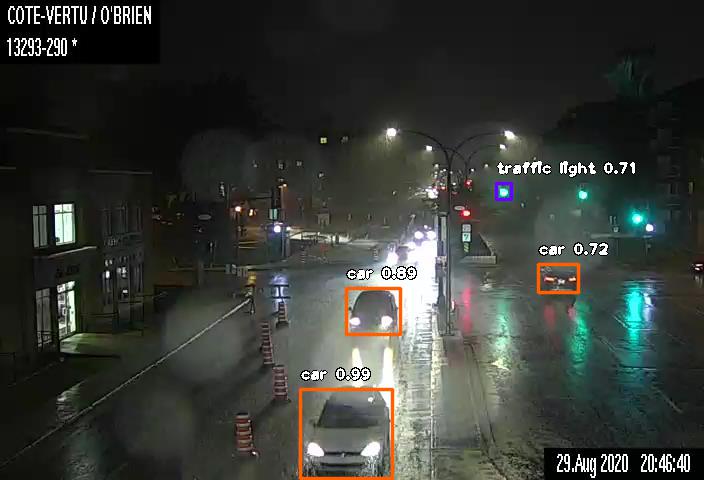 COTE-VERTU / O'BRIEN
13293-290 *
traffic light 0.71
car 0.72
car 0.89
car 0.99
29.Aug 2020 20:46:40